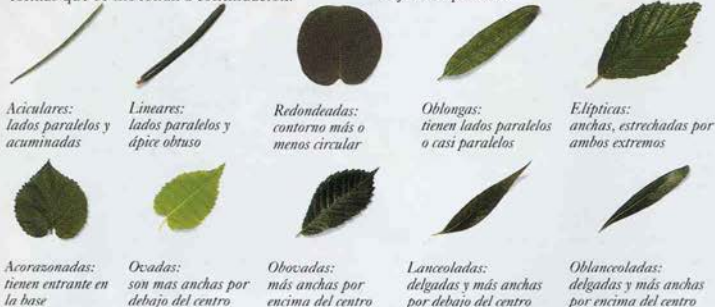 Aciculares:
lados paralelos y
acuminadas
Lineares:
lados paralelos y
ápice obtuso
Redondeadas:
contorno más o
menos circular
Oblongas:
tienen lados paralelos
o casi paralelos
Elípticas:
anchas, estrechadas por
ambos extremos
Acorazonadas:
tienen entrante en
la base
Ovadas:
son mas anchas por
debajo del centro
Obovadas:
más anchas por
encima del centro
Lanceoladas:
delgadas y más anchas
por debajo del centro
Oblanceoladas:
delgadas y más anchas
por encima del centro